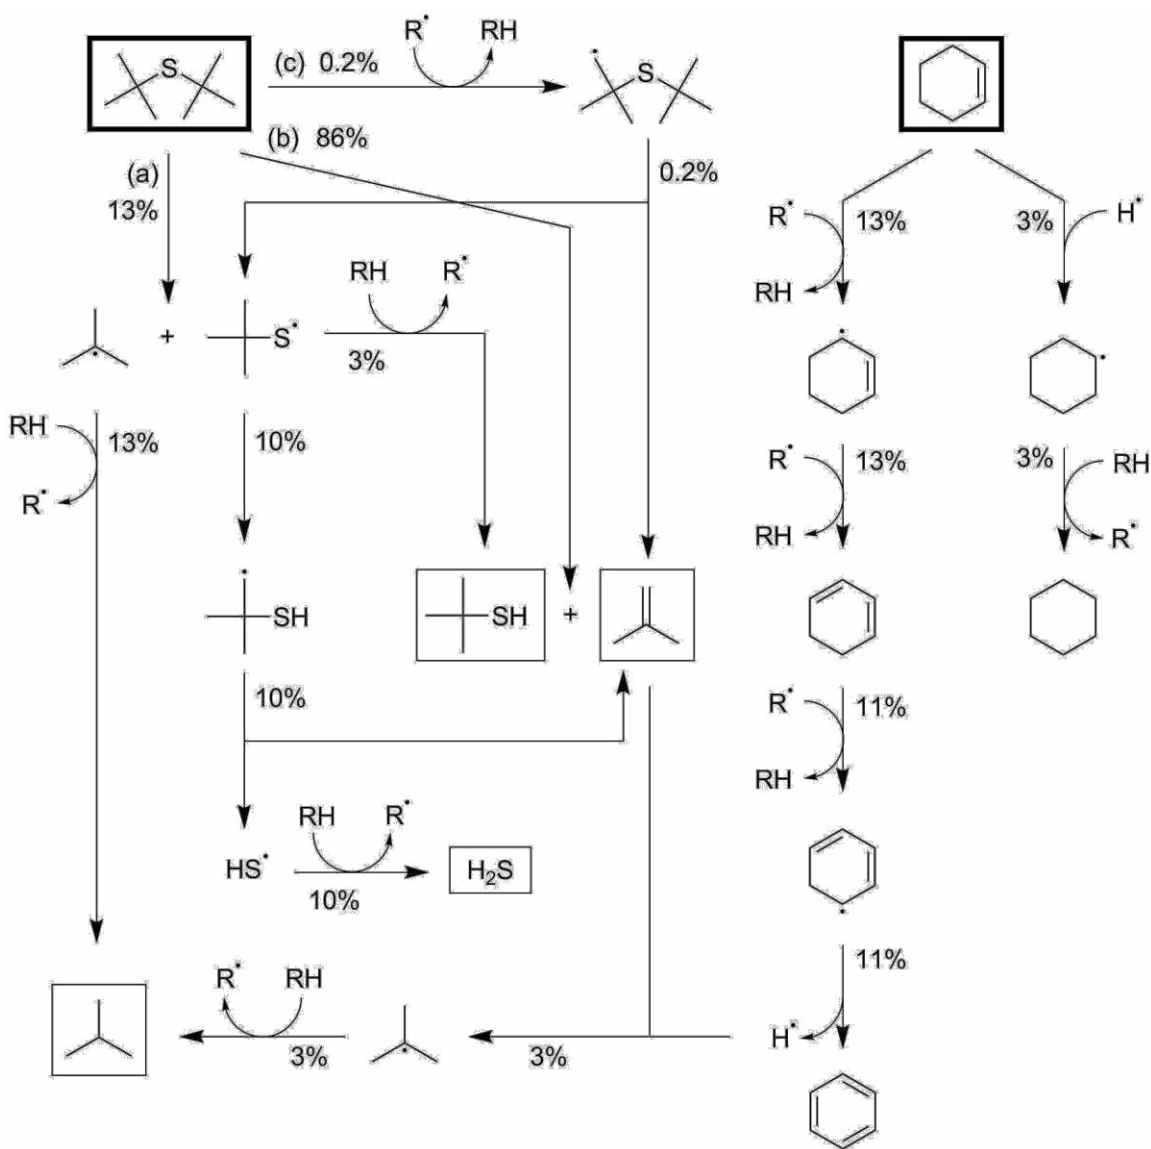 R• RH
S (c) 0.2% S
(b) 86%
(a) 0.2%
13% R• 13% 3% H•
RH R• RH
+ S•
3%
RH 13% 10% R• 13% 3% RH
R• RH R•
SH SH +
10% R• 11%
RH
RH R•
HS• H₂S
10%
11%
R• RH
H•
3% 3%